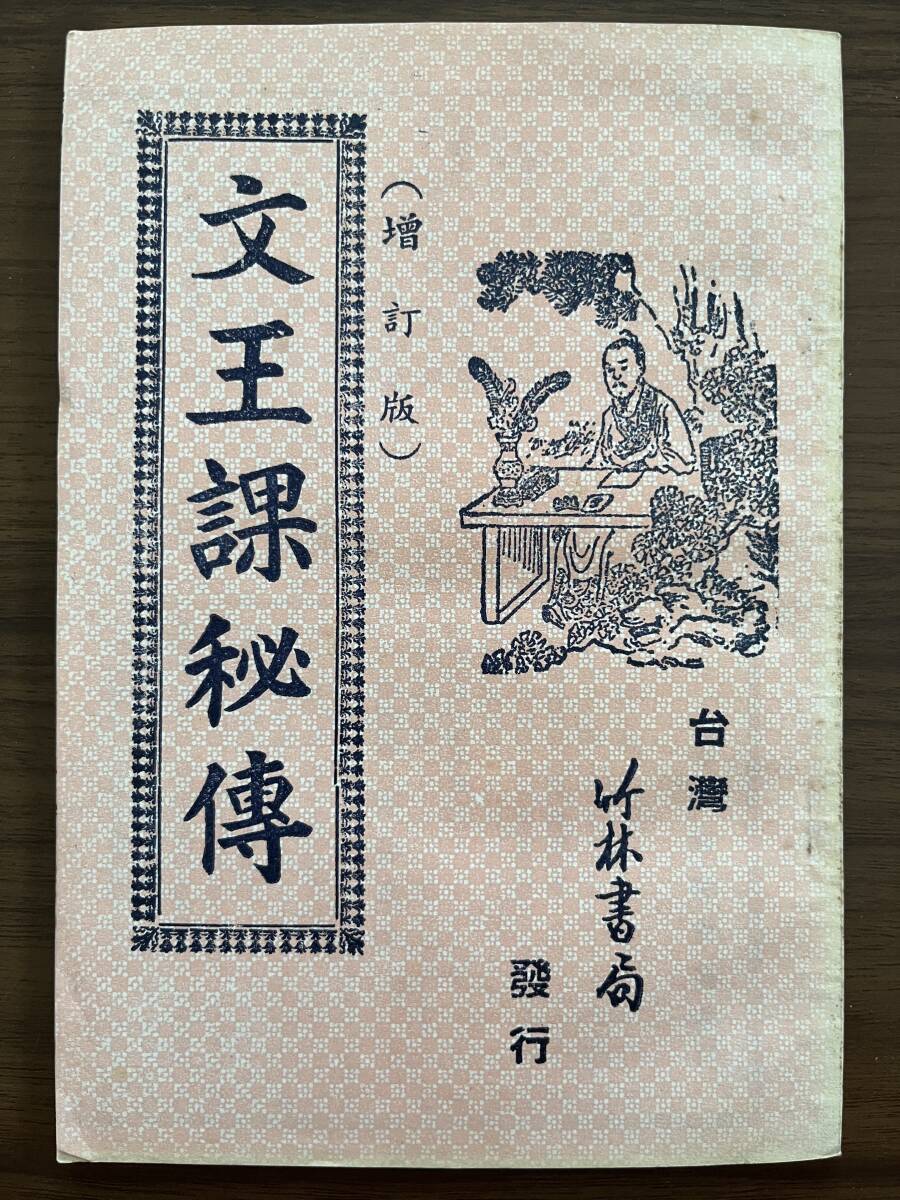 文王課秘傳
（增訂版）
台灣
竹林書局
發行